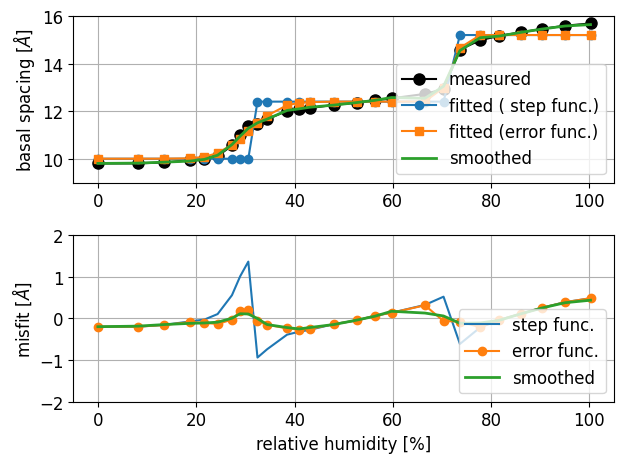 16
14
12
10
basal spacing [Å]
measured
fitted ( step func.)
fitted (error func.)
smoothed
0 20 40 60 80 100
2
1
0
−1
−2
misfit [Å]
step func.
error func.
smoothed
0 20 40 60 80 100
relative humidity [%]